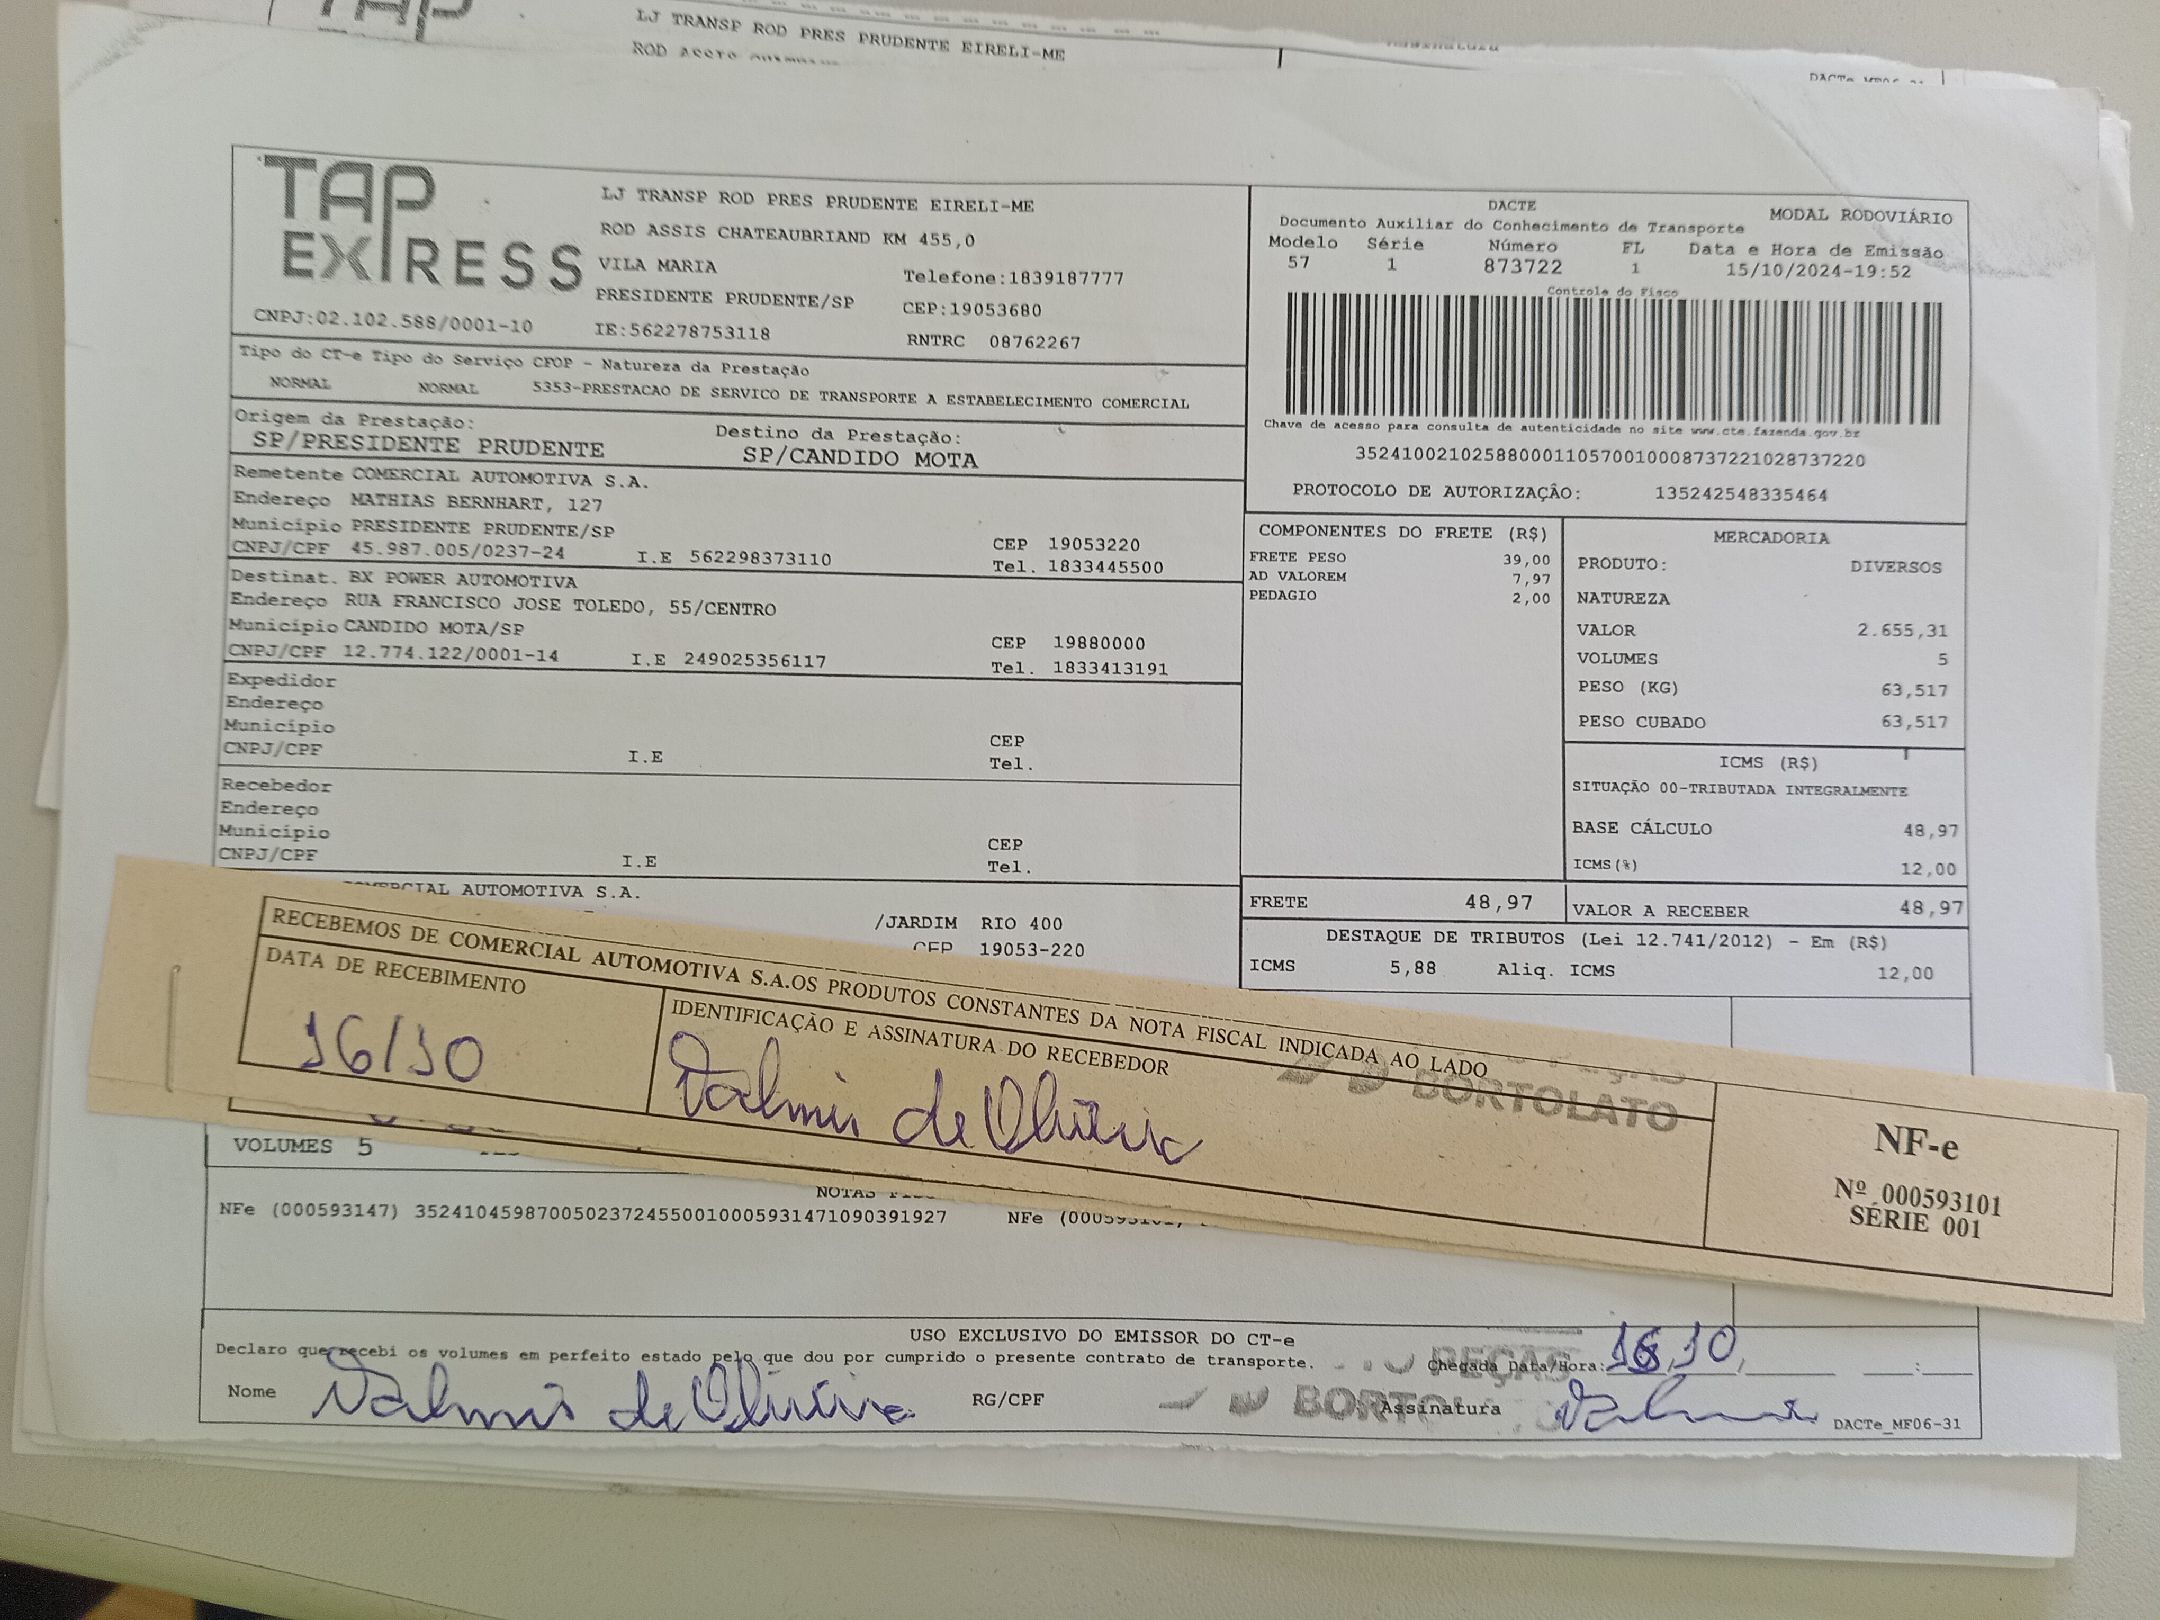 LJ TRANSP ROD PRES PRUDENTE EIRELI-ME
TAP EXPRESS
LJ TRANSP ROD PRES PRUDENTE EIRELI-ME
ROD ASSIS CHATEAUBRIAND KM 455,0
VILA MARIA Telefone:1839187777
PRESIDENTE PRUDENTE/SP CEP:19053680
CNPJ:02.102.588/0001-10 IE:562278753118 RNTRC 08762267
DACTE MODAL RODOVIÁRIO
Documento Auxiliar do Conhecimento de Transporte
Modelo Série Número FL Data e Hora de Emissão
57 1 873722 1 15/10/2024-19:52
Controle do Fisco
Chave de acesso para consulta de autenticidade no site www.cte.fazenda.gov.br
35241002102588000110570010008737221028737220
PROTOCOLO DE AUTORIZAÇÃO: 135242548335464
Tipo do CT-e Tipo do Serviço CFOP - Natureza da Prestação
NORMAL NORMAL 5353-PRESTACAO DE SERVICO DE TRANSPORTE A ESTABELECIMENTO COMERCIAL
Origem da Prestação: Destino da Prestação:
SP/PRESIDENTE PRUDENTE SP/CANDIDO MOTA
Remetente COMERCIAL AUTOMOTIVA S.A.
Endereço MATHIAS BERNHART, 127
Município PRESIDENTE PRUDENTE/SP CEP 19053220
CNPJ/CPF 45.987.005/0237-24 I.E 562298373110 Tel. 1833445500
Destinat. BX POWER AUTOMOTIVA
Endereço RUA FRANCISCO JOSE TOLEDO, 55/CENTRO
Município CANDIDO MOTA/SP CEP 19880000
CNPJ/CPF 12.774.122/0001-14 I.E 249025356117 Tel. 1833413191
Expedidor
Endereço
Município CEP
CNPJ/CPF I.E Tel.
Recebedor
Endereço
Município CEP
CNPJ/CPF I.E Tel.
AUTOMOTIVA S.A.
/JARDIM RIO 400
CEP 19053-220
COMPONENTES DO FRETE (R$)
FRETE PESO 39,00
AD VALOREM 7,97
PEDAGIO 2,00
MERCADORIA
PRODUTO: DIVERSOS
NATUREZA
VALOR 2.655,31
VOLUMES 5
PESO (KG) 63,517
PESO CUBADO 63,517
ICMS (R$)
SITUAÇÃO 00-TRIBUTADA INTEGRALMENTE
BASE CÁLCULO 48,97
ICMS(%) 12,00
FRETE 48,97 VALOR A RECEBER 48,97
DESTAQUE DE TRIBUTOS (Lei 12.741/2012) - Em (R$)
ICMS 5,88 Aliq. ICMS 12,00
RECEBEMOS DE COMERCIAL AUTOMOTIVA S.A.OS PRODUTOS CONSTANTES DA NOTA FISCAL INDICADA AO LADO
DATA DE RECEBIMENTO IDENTIFICAÇÃO E ASSINATURA DO RECEBEDOR
16/10 Valmir de Oliveira
BORTOLATO
NF-e
Nº 000593101
SÉRIE 001
VOLUMES 5
NFe (000593147) 35241045987005023724550010005931471090391927 NFe
USO EXCLUSIVO DO EMISSOR DO CT-e
Declaro que recebi os volumes em perfeito estado pelo que dou por cumprido o presente contrato de transporte. Chegada Data/Hora: 16,10
PEÇAS
Nome Valmir de Oliveira RG/CPF Assinatura Valmir
DACTe_MF06-31